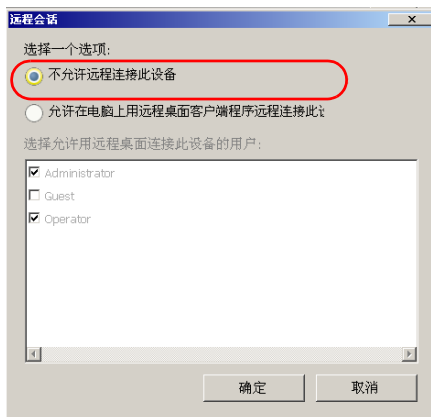 远程会话
选择一个选项:
不允许远程连接此设备
允许在电脑上用远程桌面客户端程序远程连接此
选择允许用远程桌面连接此设备的用户:
Administrator
Guest
Operator
确定 取消